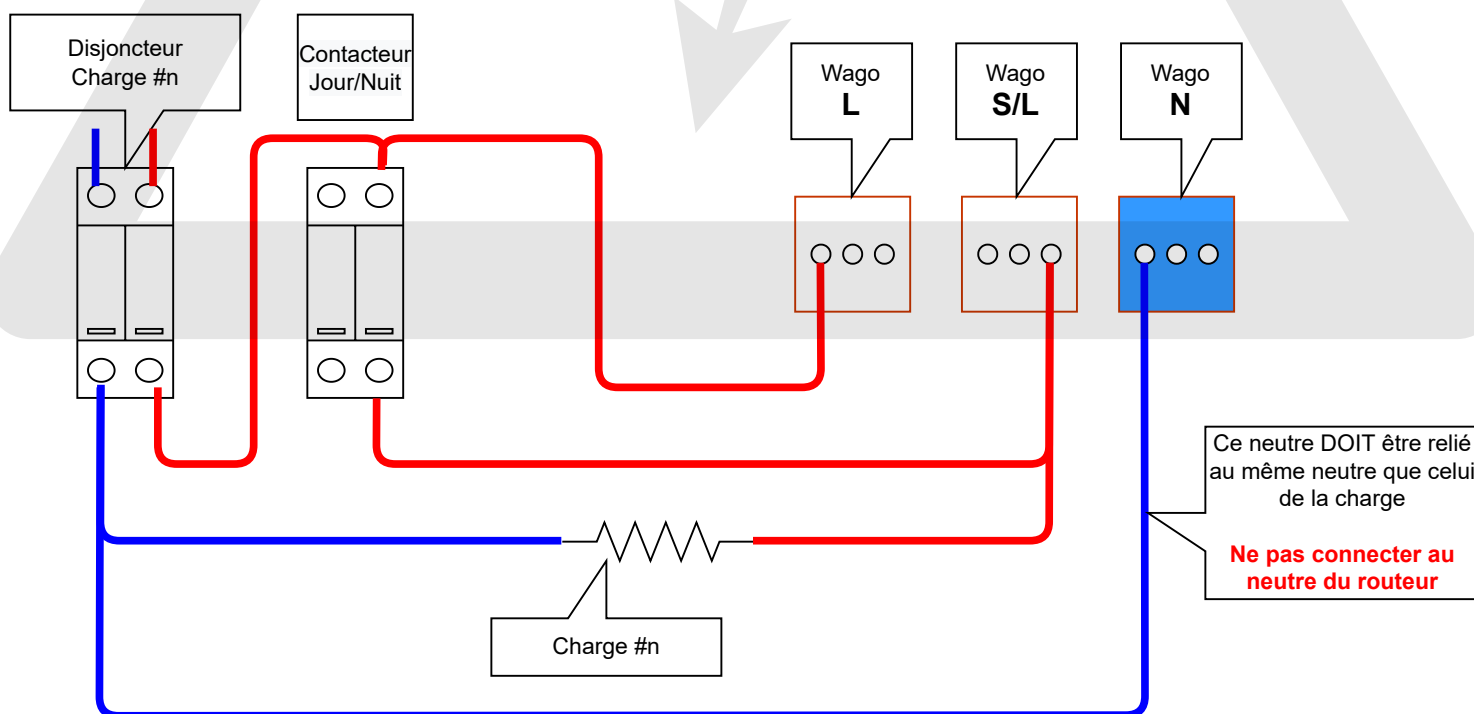 Disjoncteur
Charge #n
Contacteur
Jour/Nuit
Wago
L
Wago
S/L
Wago
N
Ce neutre DOIT être relié
au même neutre que celui
de la charge
Ne pas connecter au
neutre du routeur
Charge #n